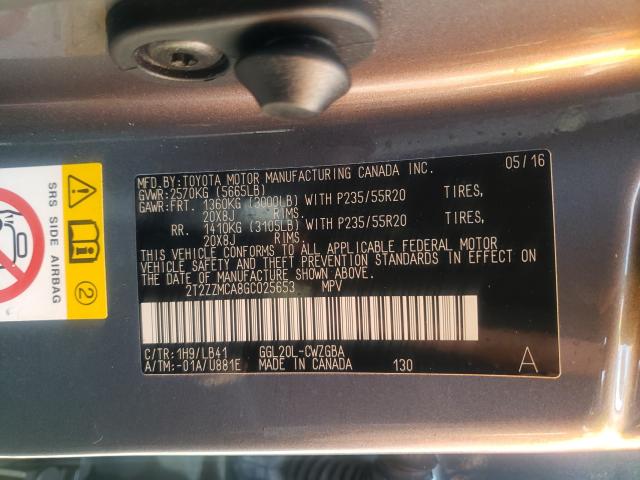 MFD.BY:TOYOTA MOTOR MANUFACTURING CANADA INC. 05/16
GVWR:2570KG (5665LB)
GAWR:FRT. 1360KG (3000LB) WITH P235/55R20 TIRES,
20X8J RIMS.
RR. 1410KG (3105LB) WITH P235/55R20 TIRES,
20X8J RIMS.
THIS VEHICLE CONFORMS TO ALL APPLICABLE FEDERAL MOTOR
VEHICLE SAFETY AND THEFT PREVENTION STANDARDS IN EFFECT ON
THE DATE OF MANUFACTURE SHOWN ABOVE.
2T2ZZMCA8GC025653 MPV
C/TR:1H9/LB41 GGL20L-CWZGBA
A/TM:-01A/U881E MADE IN CANADA 130 A
SRS SIDE AIRBAG
2